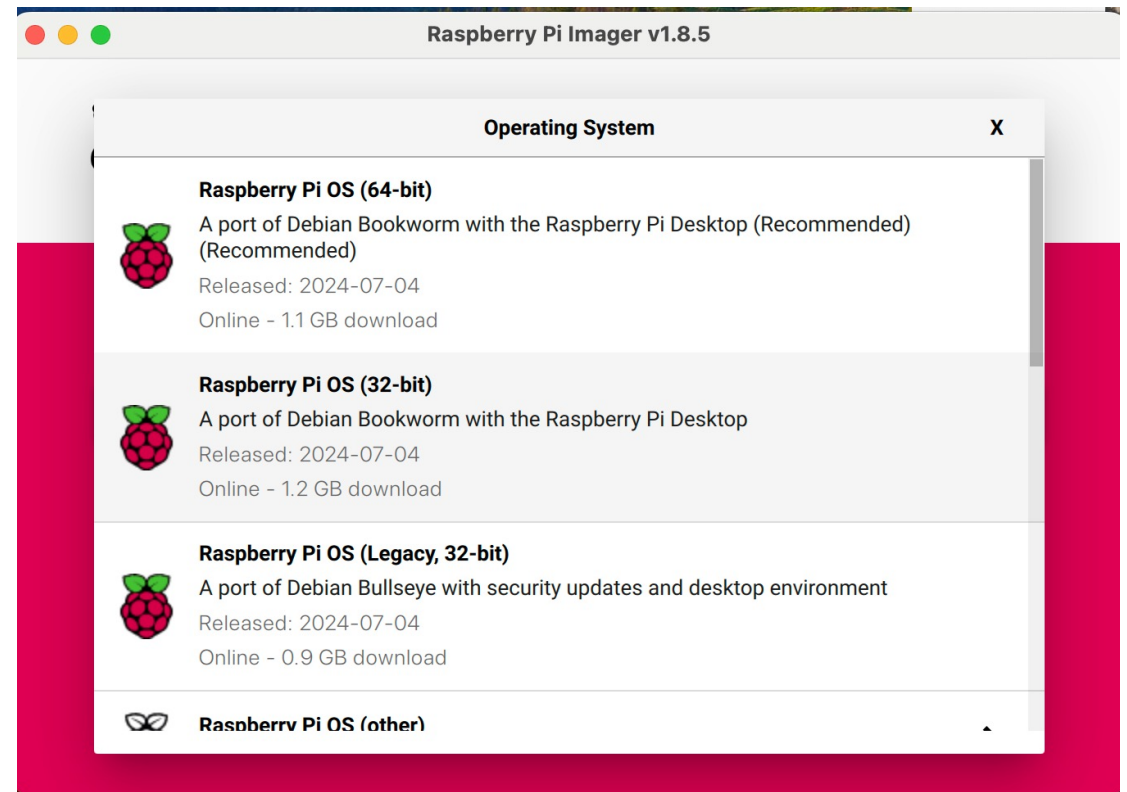 Raspberry Pi Imager v1.8.5
Operating System X
Raspberry Pi OS (64-bit)
A port of Debian Bookworm with the Raspberry Pi Desktop (Recommended)
(Recommended)
Released: 2024-07-04
Online - 1.1 GB download
Raspberry Pi OS (32-bit)
A port of Debian Bookworm with the Raspberry Pi Desktop
Released: 2024-07-04
Online - 1.2 GB download
Raspberry Pi OS (Legacy, 32-bit)
A port of Debian Bullseye with security updates and desktop environment
Released: 2024-07-04
Online - 0.9 GB download
Raspberry Pi OS (other)